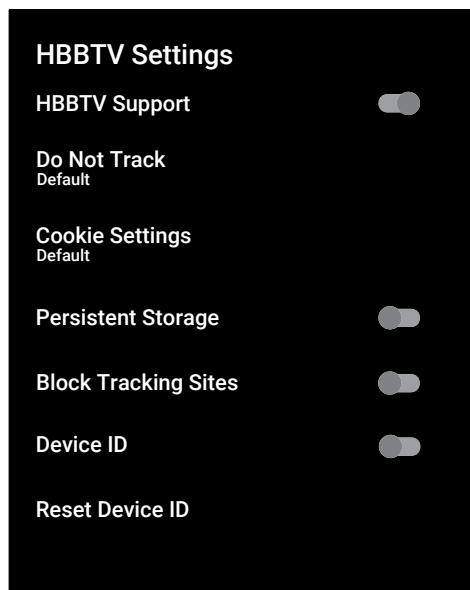 HBBTV Settings
HBBTV Support
Do Not Track
Default
Cookie Settings
Default
Persistent Storage
Block Tracking Sites
Device ID
Reset Device ID